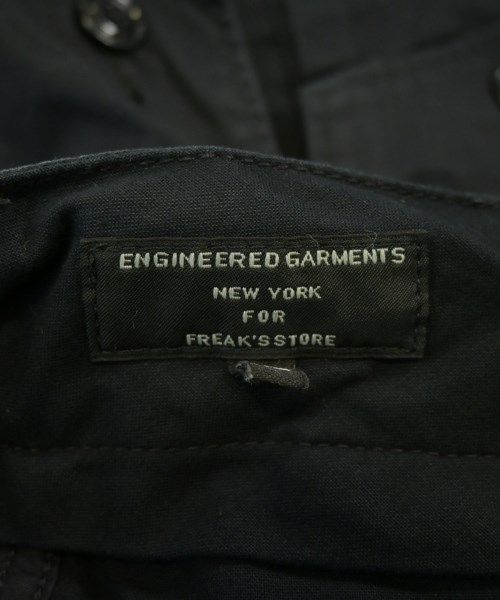 ENGINEERED GARMENTS
NEW YORK
FOR
FREAK'S STORE